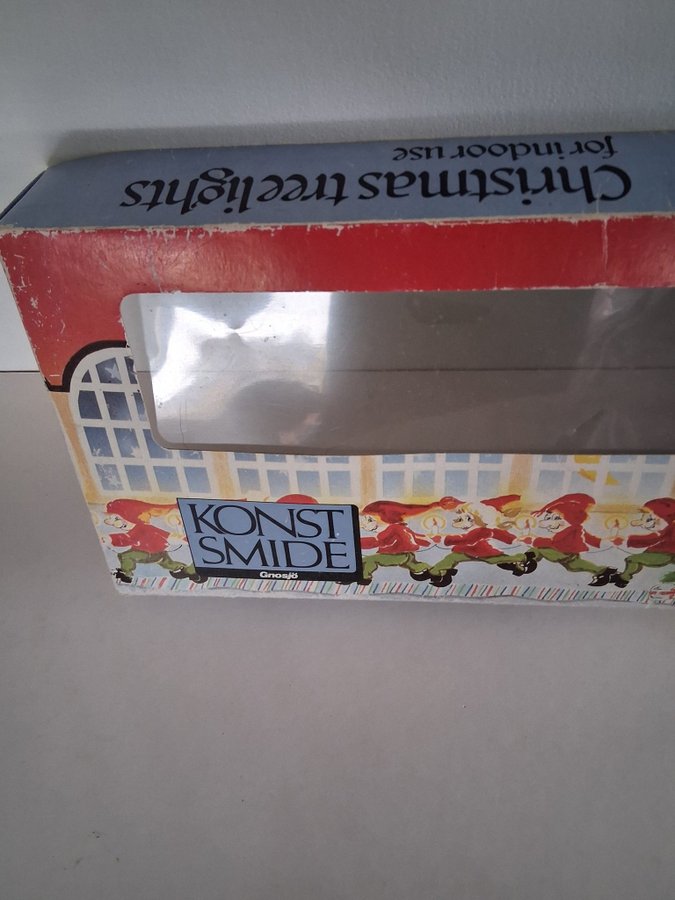 Christmas tree lights
for indoor use
KONST
SMIDE
Gnosjö